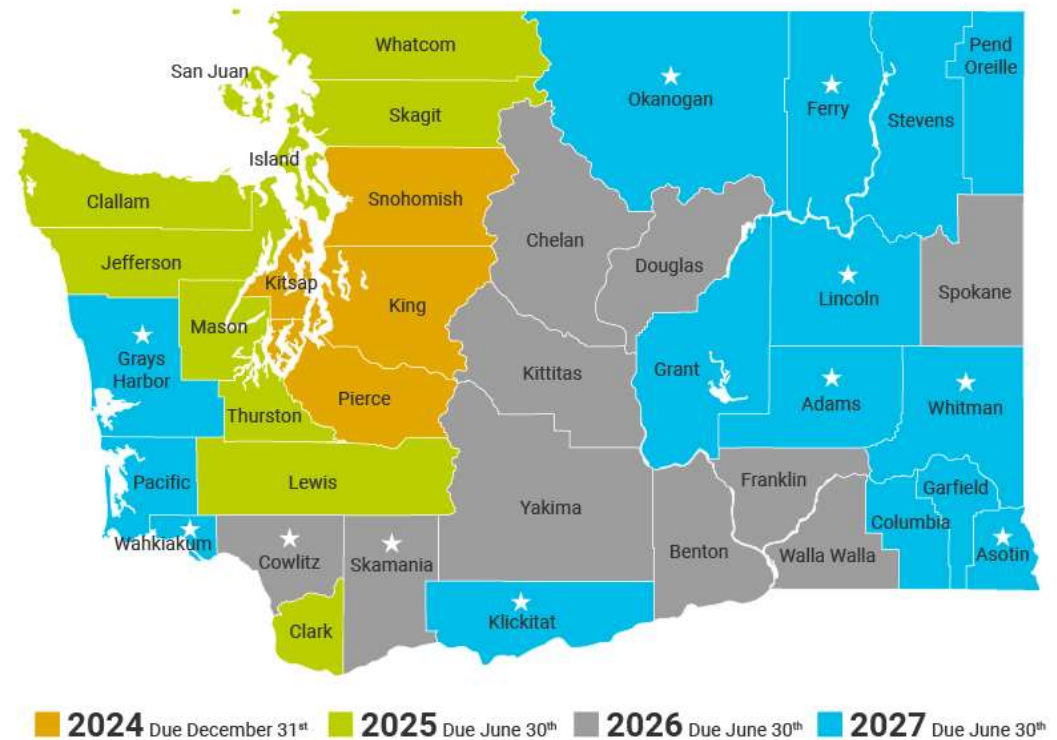 Whatcom
San Juan
Skagit
Island
Clallam
Snohomish
Jefferson
Kitsap
King
Mason
Grays
Harbor
Pierce
Thurston
Pacific
Lewis
Wahkiakum
Cowlitz
Skamania
Clark
Okanogan
Ferry
Stevens
Pend
Oreille
Chelan
Douglas
Lincoln
Spokane
Kittitas
Grant
Adams
Whitman
Yakima
Franklin
Garfield
Columbia
Benton
Walla Walla
Asotin
Klickitat
2024 Due December 31st
2025 Due June 30th
2026 Due June 30th
2027 Due June 30th